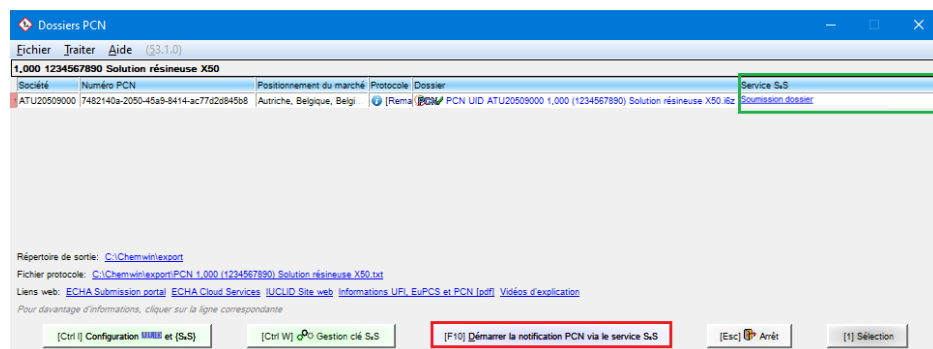 Dossiers PCN
Fichier Traiter Aide (53.1.0)
1,000 1234567890 Solution résineuse X50
Société Numéro PCN Positionnement du marché Protocole Dossier Service S₂S
ATU20509000 7482140a-2050-45a9-8414-ac77d2d845b8 Autriche, Belgique, Belgi... [Rema PCN UID ATU20509000 1,000 (1234567890) Solution résineuse X50.i6z Soumission dossier
Répertoire de sortie: C:\Chemwin\export
Fichier protocole: C:\Chemwin\export\PCN 1,000 (1234567890) Solution résineuse X50.txt
Liens web: ECHA Submission portal ECHA Cloud Services IUCLID Site web Informations UFI, EuPCS et PCN [pdf] Vidéos d'explication
Pour davantage d'informations, cliquer sur la ligne correspondante
[Ctrl I] Configuration et {S₂S} [Ctrl W] Gestion clé S₂S [F10] Démarrer la notification PCN via le service S₂S [Esc] Arrêt [1] Sélection